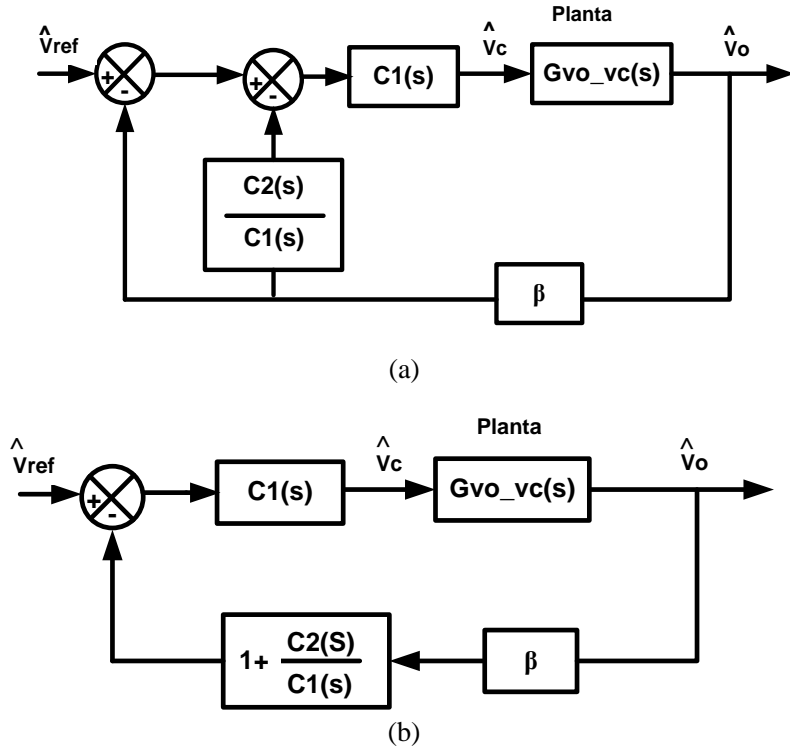 Planta
^
Vref
^
Vc
^
Vo
+
-
+
-
C1(s)
Gvo_vc(s)
C2(s)
C1(s)
β
(a)
Planta
^
Vref
^
Vc
^
Vo
+
-
C1(s)
Gvo_vc(s)
1+ C2(S)
C1(s)
β
(b)